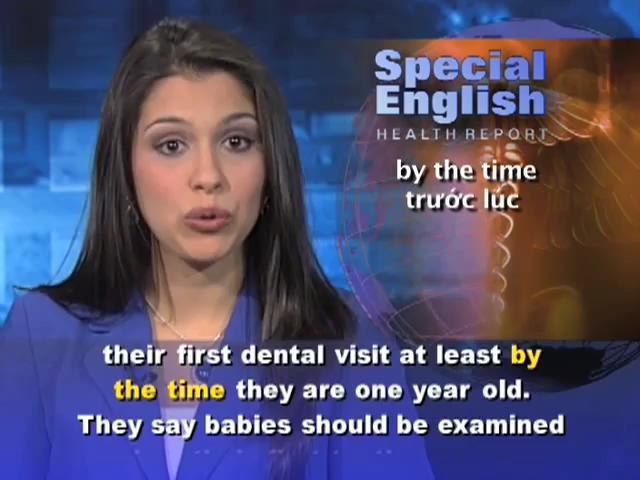 Special
English
HEALTH REPORT
by the time
trước lúc
their first dental visit at least by
the time they are one year old.
They say babies should be examined